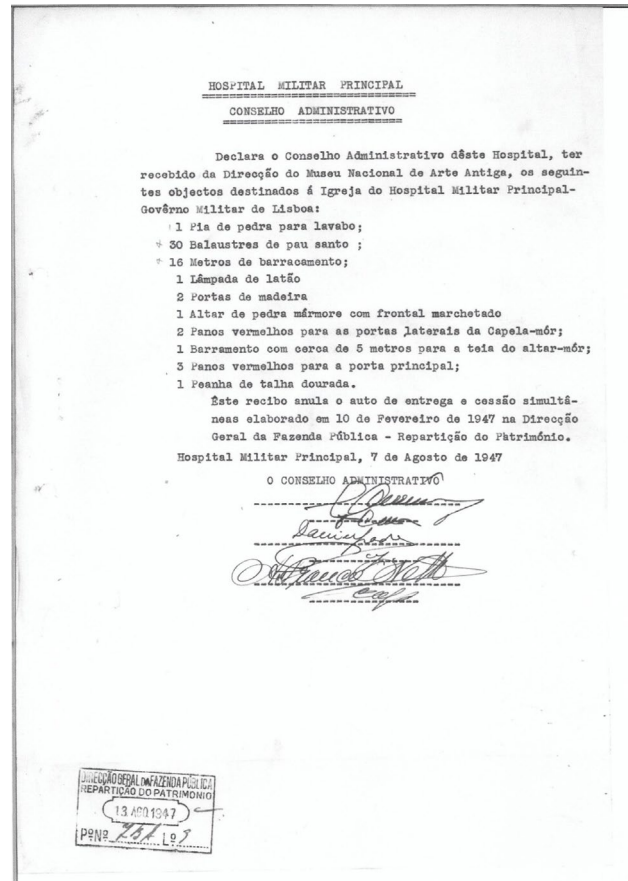 HOSPITAL MILITAR PRINCIPAL
CONSELHO ADMINISTRATIVO
Declara o Conselho Administrativo dêste Hospital, ter
recebido da Direcção do Museu Nacional de Arte Antiga, os seguin-
tes objectos destinados á Igreja do Hospital Militar Principal-
Govêrno Militar de Lisboa:
1 Pia de pedra para lavabo;
30 Balaustres de pau santo ;
16 Metros de barracamento;
1 Lâmpada de latão
2 Portas de madeira
1 Altar de pedra mármore com frontal marchetado
2 Panos vermelhos para as portas laterais da Capela-mór;
1 Barramento com cerca de 5 metros para a teia do altar-mór;
3 Panos vermelhos para a porta principal;
1 Peanha de talha dourada.
Êste recibo anula o auto de entrega e cessão simultâ-
neas elaborado em 10 de Fevereiro de 1947 na Direcção
Geral da Fazenda Pública - Repartição do Património.
Hospital Militar Principal, 7 de Agosto de 1947
O CONSELHO ADMINISTRATIVO
DIRECÇÃO GERAL DA FAZENDA PÚBLICA
REPARTIÇÃO DO PATRIMONIO
13 AGO.1947
PºNº Lº 9